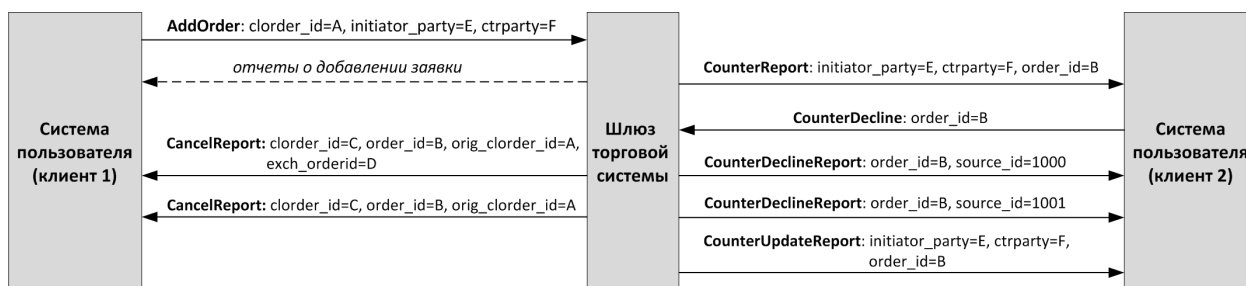 AddOrder: clorder_id=A, initiator_party=E, ctrparty=F
отчеты о добавлении заявки
CounterReport: initiator_party=E, ctrparty=F, order_id=B
CounterDecline: order_id=B
Система
пользователя
(клиент 1)
CancelReport: clorder_id=C, order_id=B, orig_clorder_id=A,
exch_orderid=D
Шлюз
торговой
системы
CounterDeclineReport: order_id=B, source_id=1000
Система
пользователя
(клиент 2)
CancelReport: clorder_id=C, order_id=B, orig_clorder_id=A
CounterDeclineReport: order_id=B, source_id=1001
CounterUpdateReport: initiator_party=E, ctrparty=F,
order_id=B